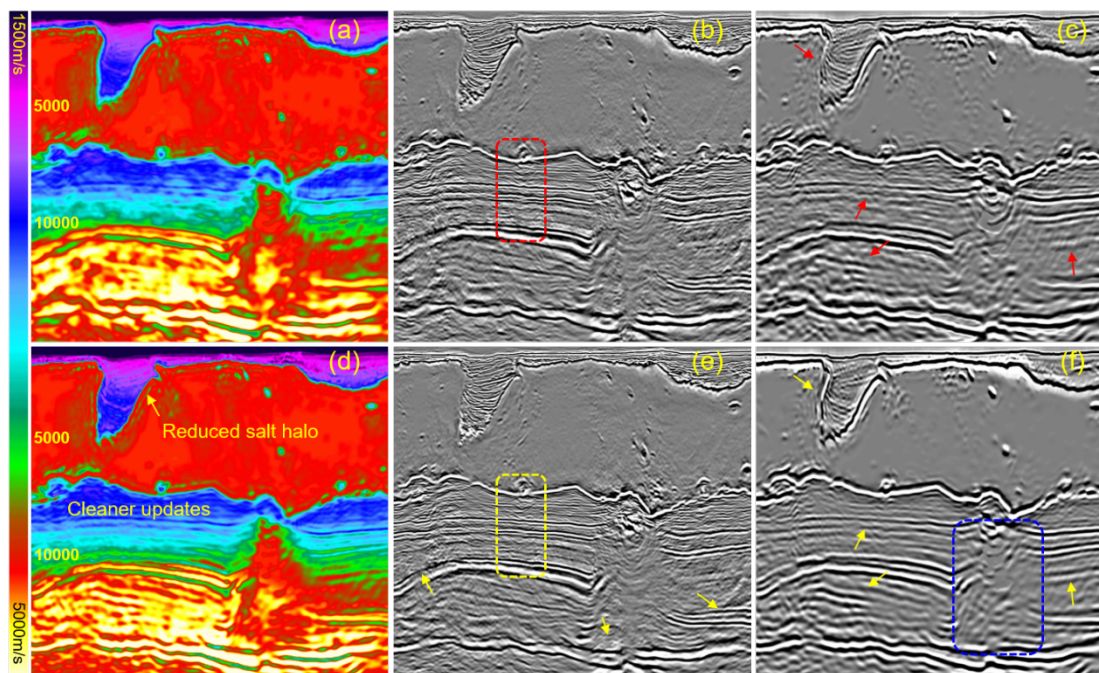 1500m/s
5000m/s
(a)
5000
10000
(b)
(c)
(d)
Reduced salt halo
5000
Cleaner updates
10000
(e)
(f)